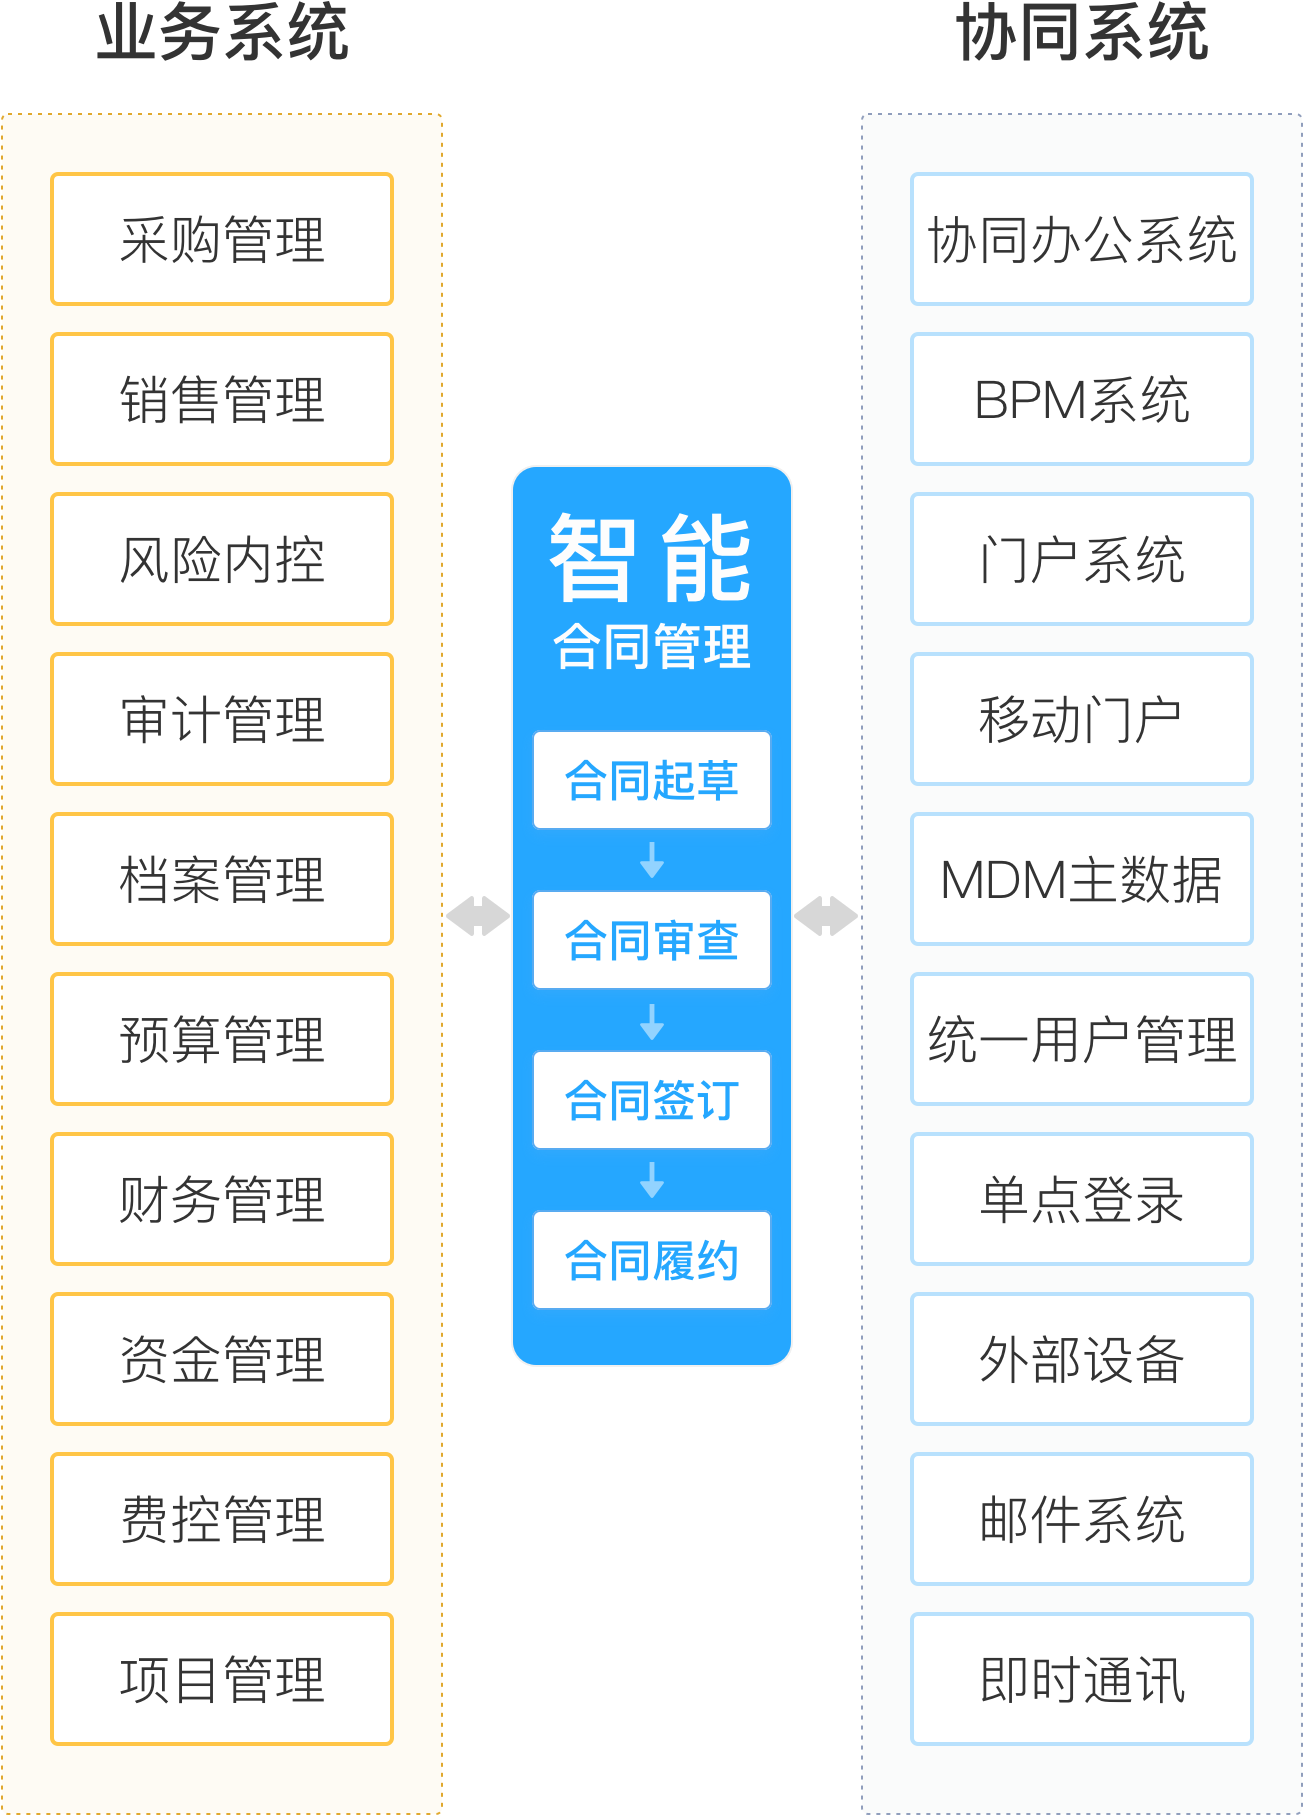 业务系统
采购管理
销售管理
风险内控
审计管理
档案管理
预算管理
财务管理
资金管理
费控管理
项目管理
智能
合同管理
合同起草
合同审查
合同签订
合同履约
协同系统
协同办公系统
BPM系统
门户系统
移动门户
MDM主数据
统一用户管理
单点登录
外部设备
邮件系统
即时通讯